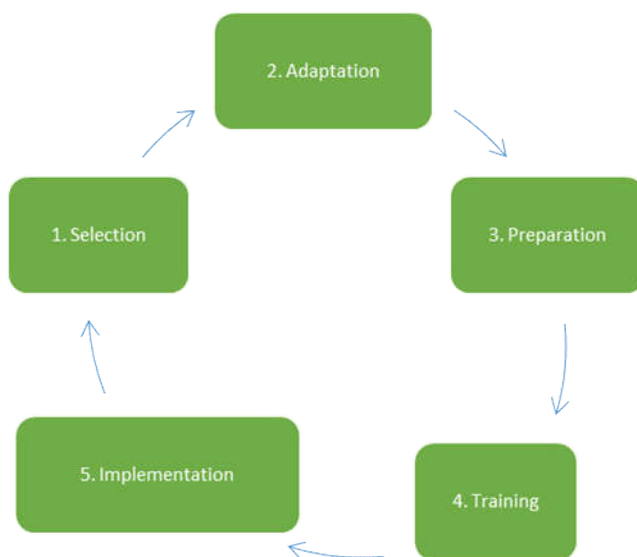 1. Selection
2. Adaptation
3. Preparation
4. Training
5. Implementation